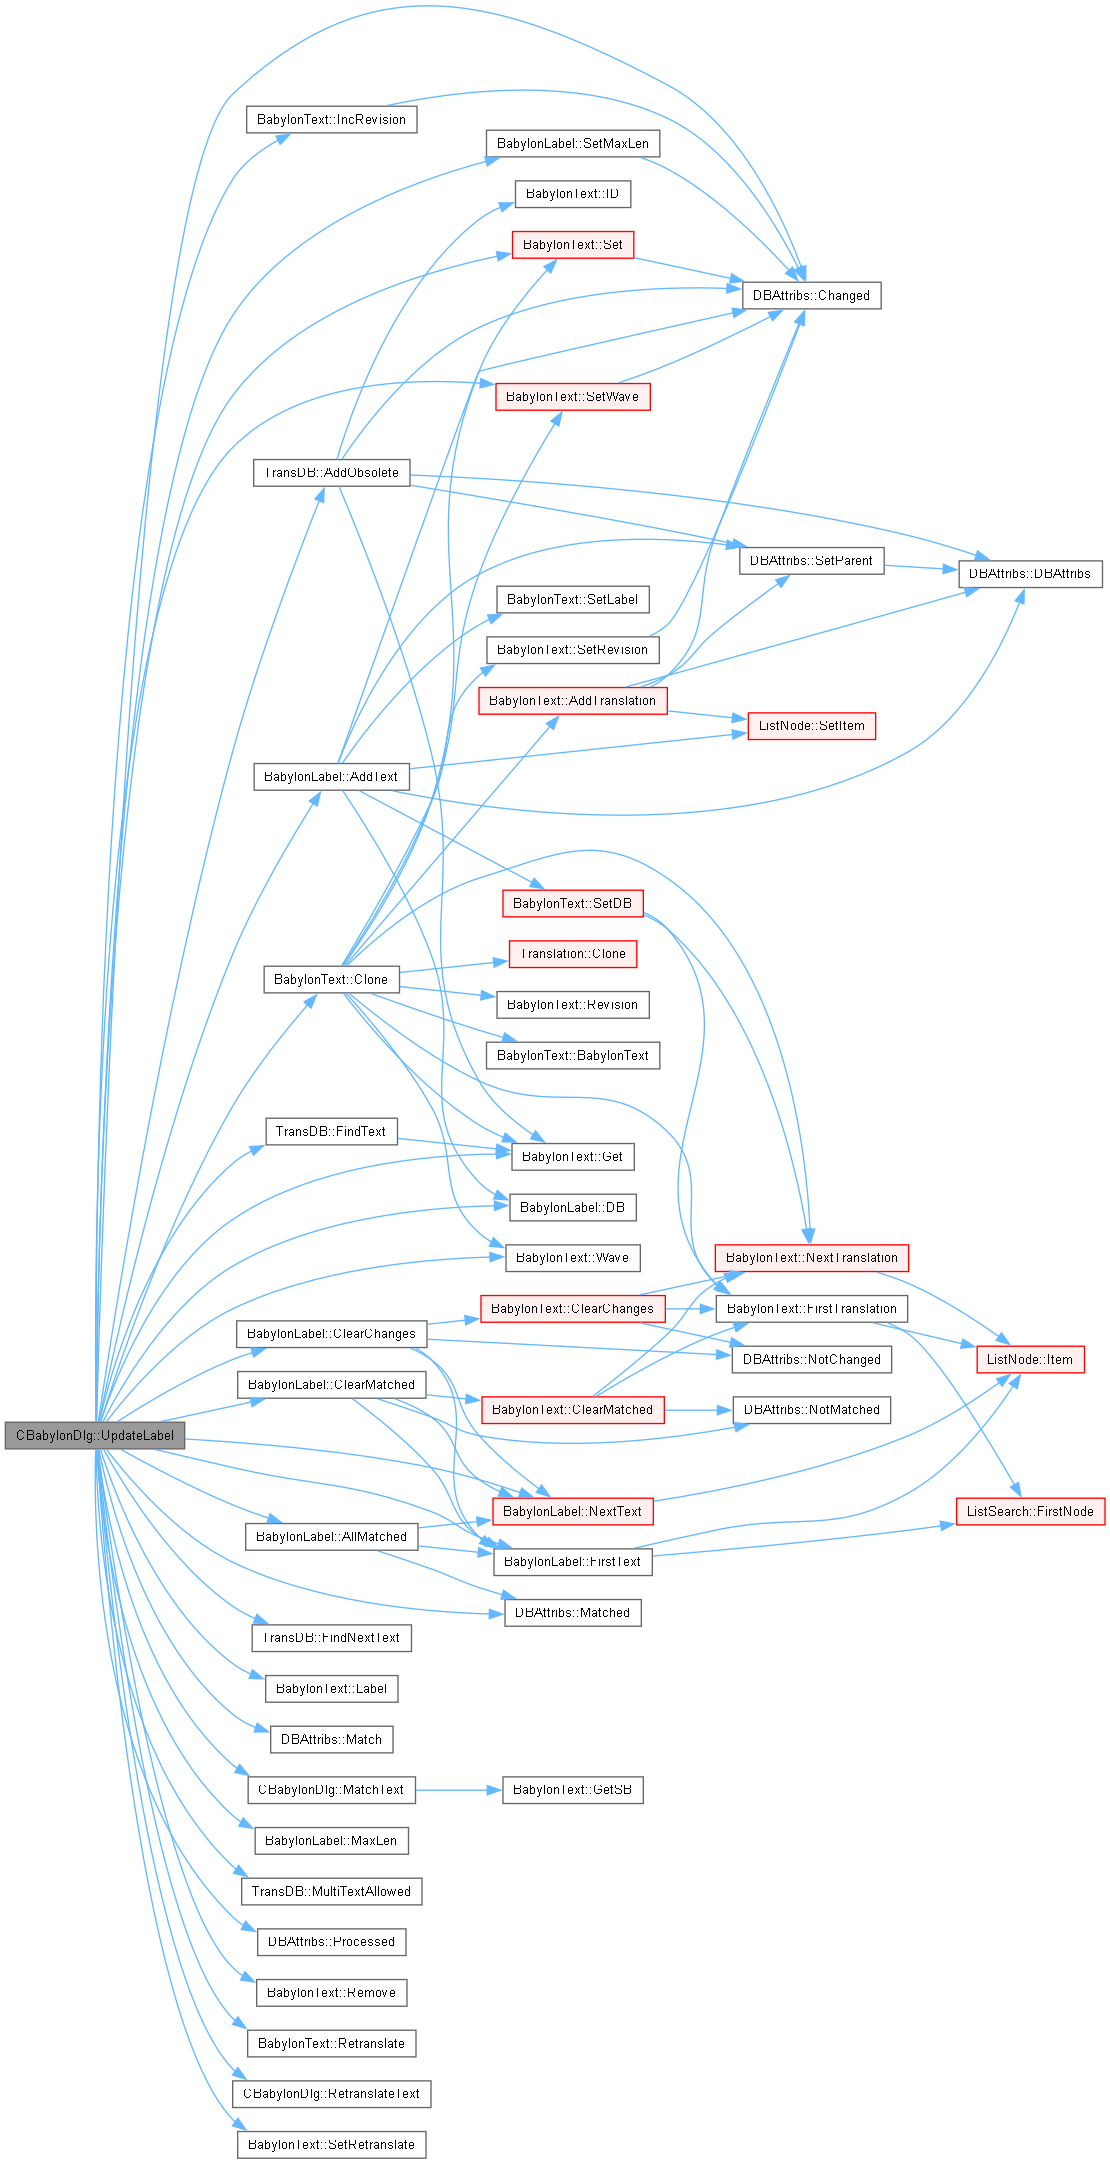 BabylonText::IncRevision
BabylonLabel::SetMaxLen
BabylonText::ID
BabylonText::Set
DBAttribs::Changed
BabylonText::SetWave
TransDB::AddObsolete
DBAttribs::SetParent
DBAttribs::DBAttribs
BabylonText::SetLabel
BabylonText::SetRevision
BabylonText::AddTranslation
ListNode::SetItem
BabylonLabel::AddText
BabylonText::SetDB
Translation::Clone
BabylonText::Clone
BabylonText::Revision
BabylonText::BabylonText
TransDB::FindText
BabylonText::Get
BabylonLabel::DB
BabylonText::Wave
BabylonText::NextTranslation
BabylonText::ClearChanges
BabylonText::FirstTranslation
BabylonLabel::ClearChanges
DBAttribs::NotChanged
ListNode::Item
BabylonLabel::ClearMatched
BabylonText::ClearMatched
DBAttribs::NotMatched
CBabylonDlg::UpdateLabel
BabylonLabel::NextText
ListSearch::FirstNode
BabylonLabel::AllMatched
BabylonLabel::FirstText
DBAttribs::Matched
TransDB::FindNextText
BabylonText::Label
DBAttribs::Match
CBabylonDlg::MatchText
BabylonText::GetSB
BabylonLabel::MaxLen
TransDB::MultiTextAllowed
DBAttribs::Processed
BabylonText::Remove
BabylonText::Retranslate
CBabylonDlg::RetranslateText
BabylonText::SetRetranslate